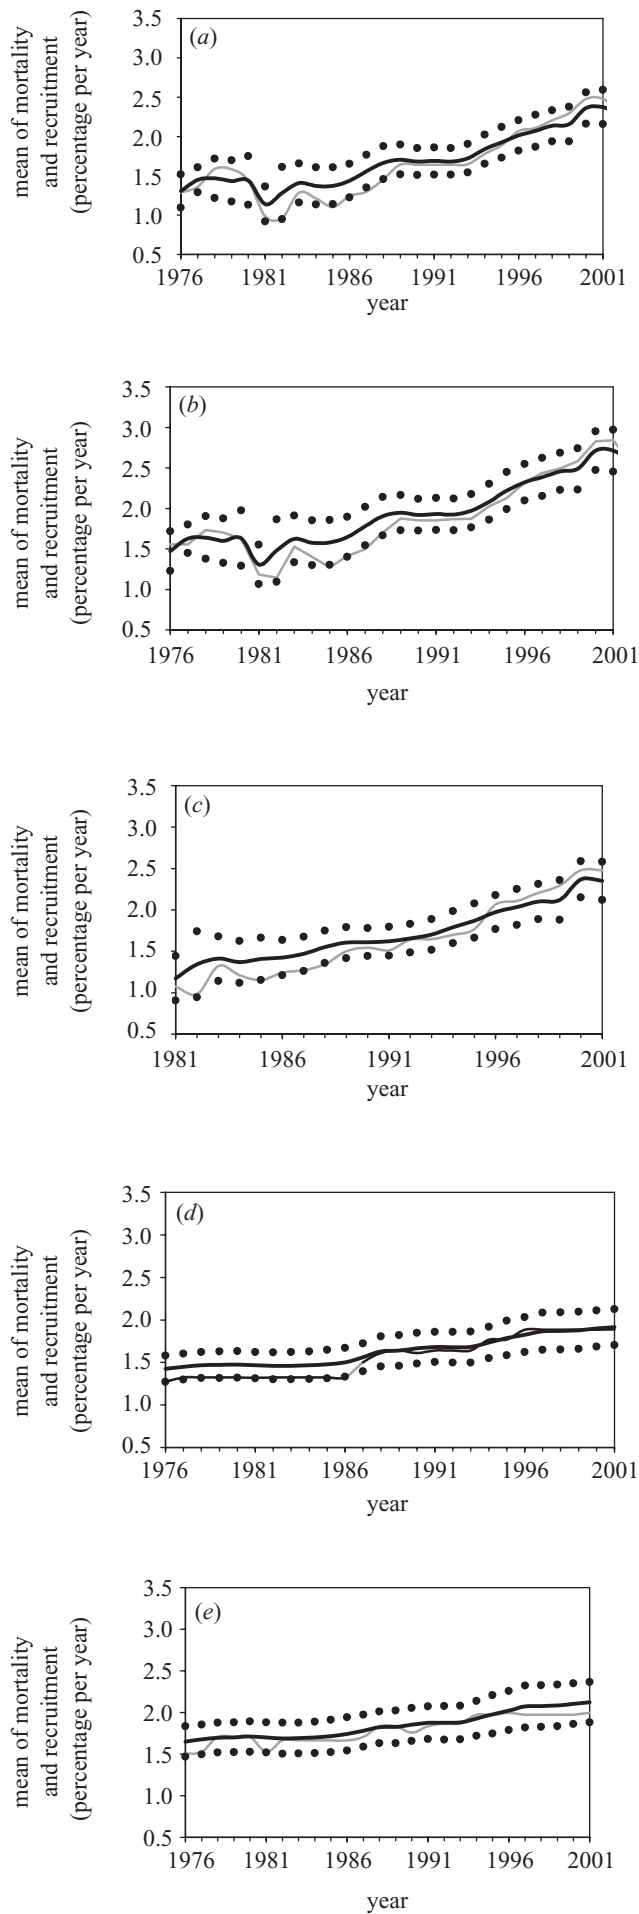 mean of mortality
and recruitment
(percentage per year)
(a)
3.5
3.0
2.5
2.0
1.5
1.0
0.5
1976 1981 1986 1991 1996 2001
year
mean of mortality
and recruitment
(percentage per year)
(b)
3.5
3.0
2.5
2.0
1.5
1.0
0.5
1976 1981 1986 1991 1996 2001
year
mean of mortality
and recruitment
(percentage per year)
(c)
3.5
3.0
2.5
2.0
1.5
1.0
0.5
1981 1986 1991 1996 2001
year
mean of mortality
and recruitment
(percentage per year)
(d)
3.5
3.0
2.5
2.0
1.5
1.0
0.5
1976 1981 1986 1991 1996 2001
year
mean of mortality
and recruitment
(percentage per year)
(e)
3.5
3.0
2.5
2.0
1.5
1.0
0.5
1976 1981 1986 1991 1996 2001
year